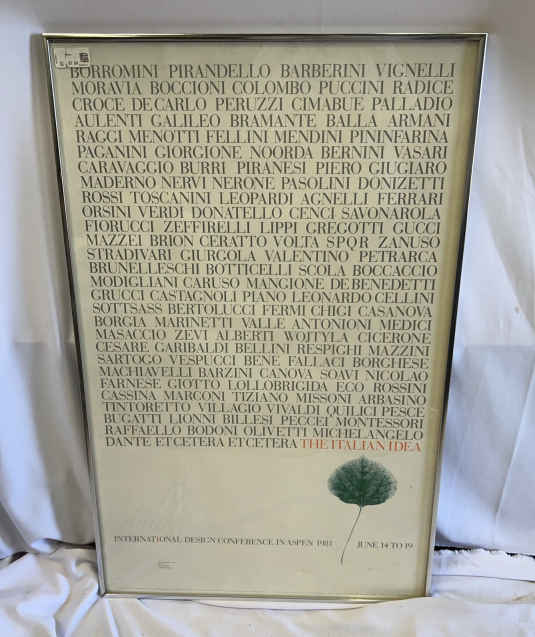 BORROMINI PIRANDELLO BARBERINI VIGNELLI
MORAVIA BOCCIONI COLOMBO PUCCINI RADICE
CROCE DE CARLO PERUZZI CIMABUE PALLADIO
AULENTI GALILEO BRAMANTE BALLA ARMANI
RAGGI MENOTTI FELLINI MENDINI PININFARINA
PAGANINI GIORGIONE NOORDA BERNINI VASARI
CARAVAGGIO BURRI PIRANESI PIERO GIUGIARO
MADERNO NERVI NERONE PASOLINI DONIZETTI
ROSSI TOSCANINI LEOPARDI AGNELLI FERRARI
ORSINI VERDI DONATELLO CENCI SAVONAROLA
FIORUCCI ZEFFIRELLI LIPPI GREGOTTI GUCCI
MAZZEI BRION CERATTO VOLTA SPQR ZANUSO
STRADIVARI GIURGOLA VALENTINO PETRARCA
BRUNELLESCHI BOTTICELLI SCOLA BOCCACCIO
MODIGLIANI CARUSO MANGIONE DE BENEDETTI
GRUCCI CASTAGNOLI PIANO LEONARDO CELLINI
SOTTSASS BERTOLUCCI FERMI CHIGI CASANOVA
BORGIA MARINETTI VALLE ANTONIONI MEDICI
MASACCIO ZEVI ALBERTI WOJTYLA CICERONE
CESARE GARIBALDI BELLINI RESPIGHI MAZZINI
SARTOGO VESPUCCI BENE FALLACI BORGHESE
MACHIAVELLI BARZINI CANOVA SOAVI NICOLAO
FARNESE GIOTTO LOLLOBRIGIDA ECO ROSSINI
CASSINA MARCONI TIZIANO MISSONI ARBASINO
TINTORETTO VILLAGIO VIVALDI QUILICI PESCE
BUGATTI LIONNI BILLESI PECCEI MONTESSORI
RAFFAELLO BODONI OLIVETTI MICHELANGELO
DANTE ETCETERA ETCETERA THE ITALIAN IDEA
INTERNATIONAL DESIGN CONFERENCE IN ASPEN 1981 JUNE 14 TO 19